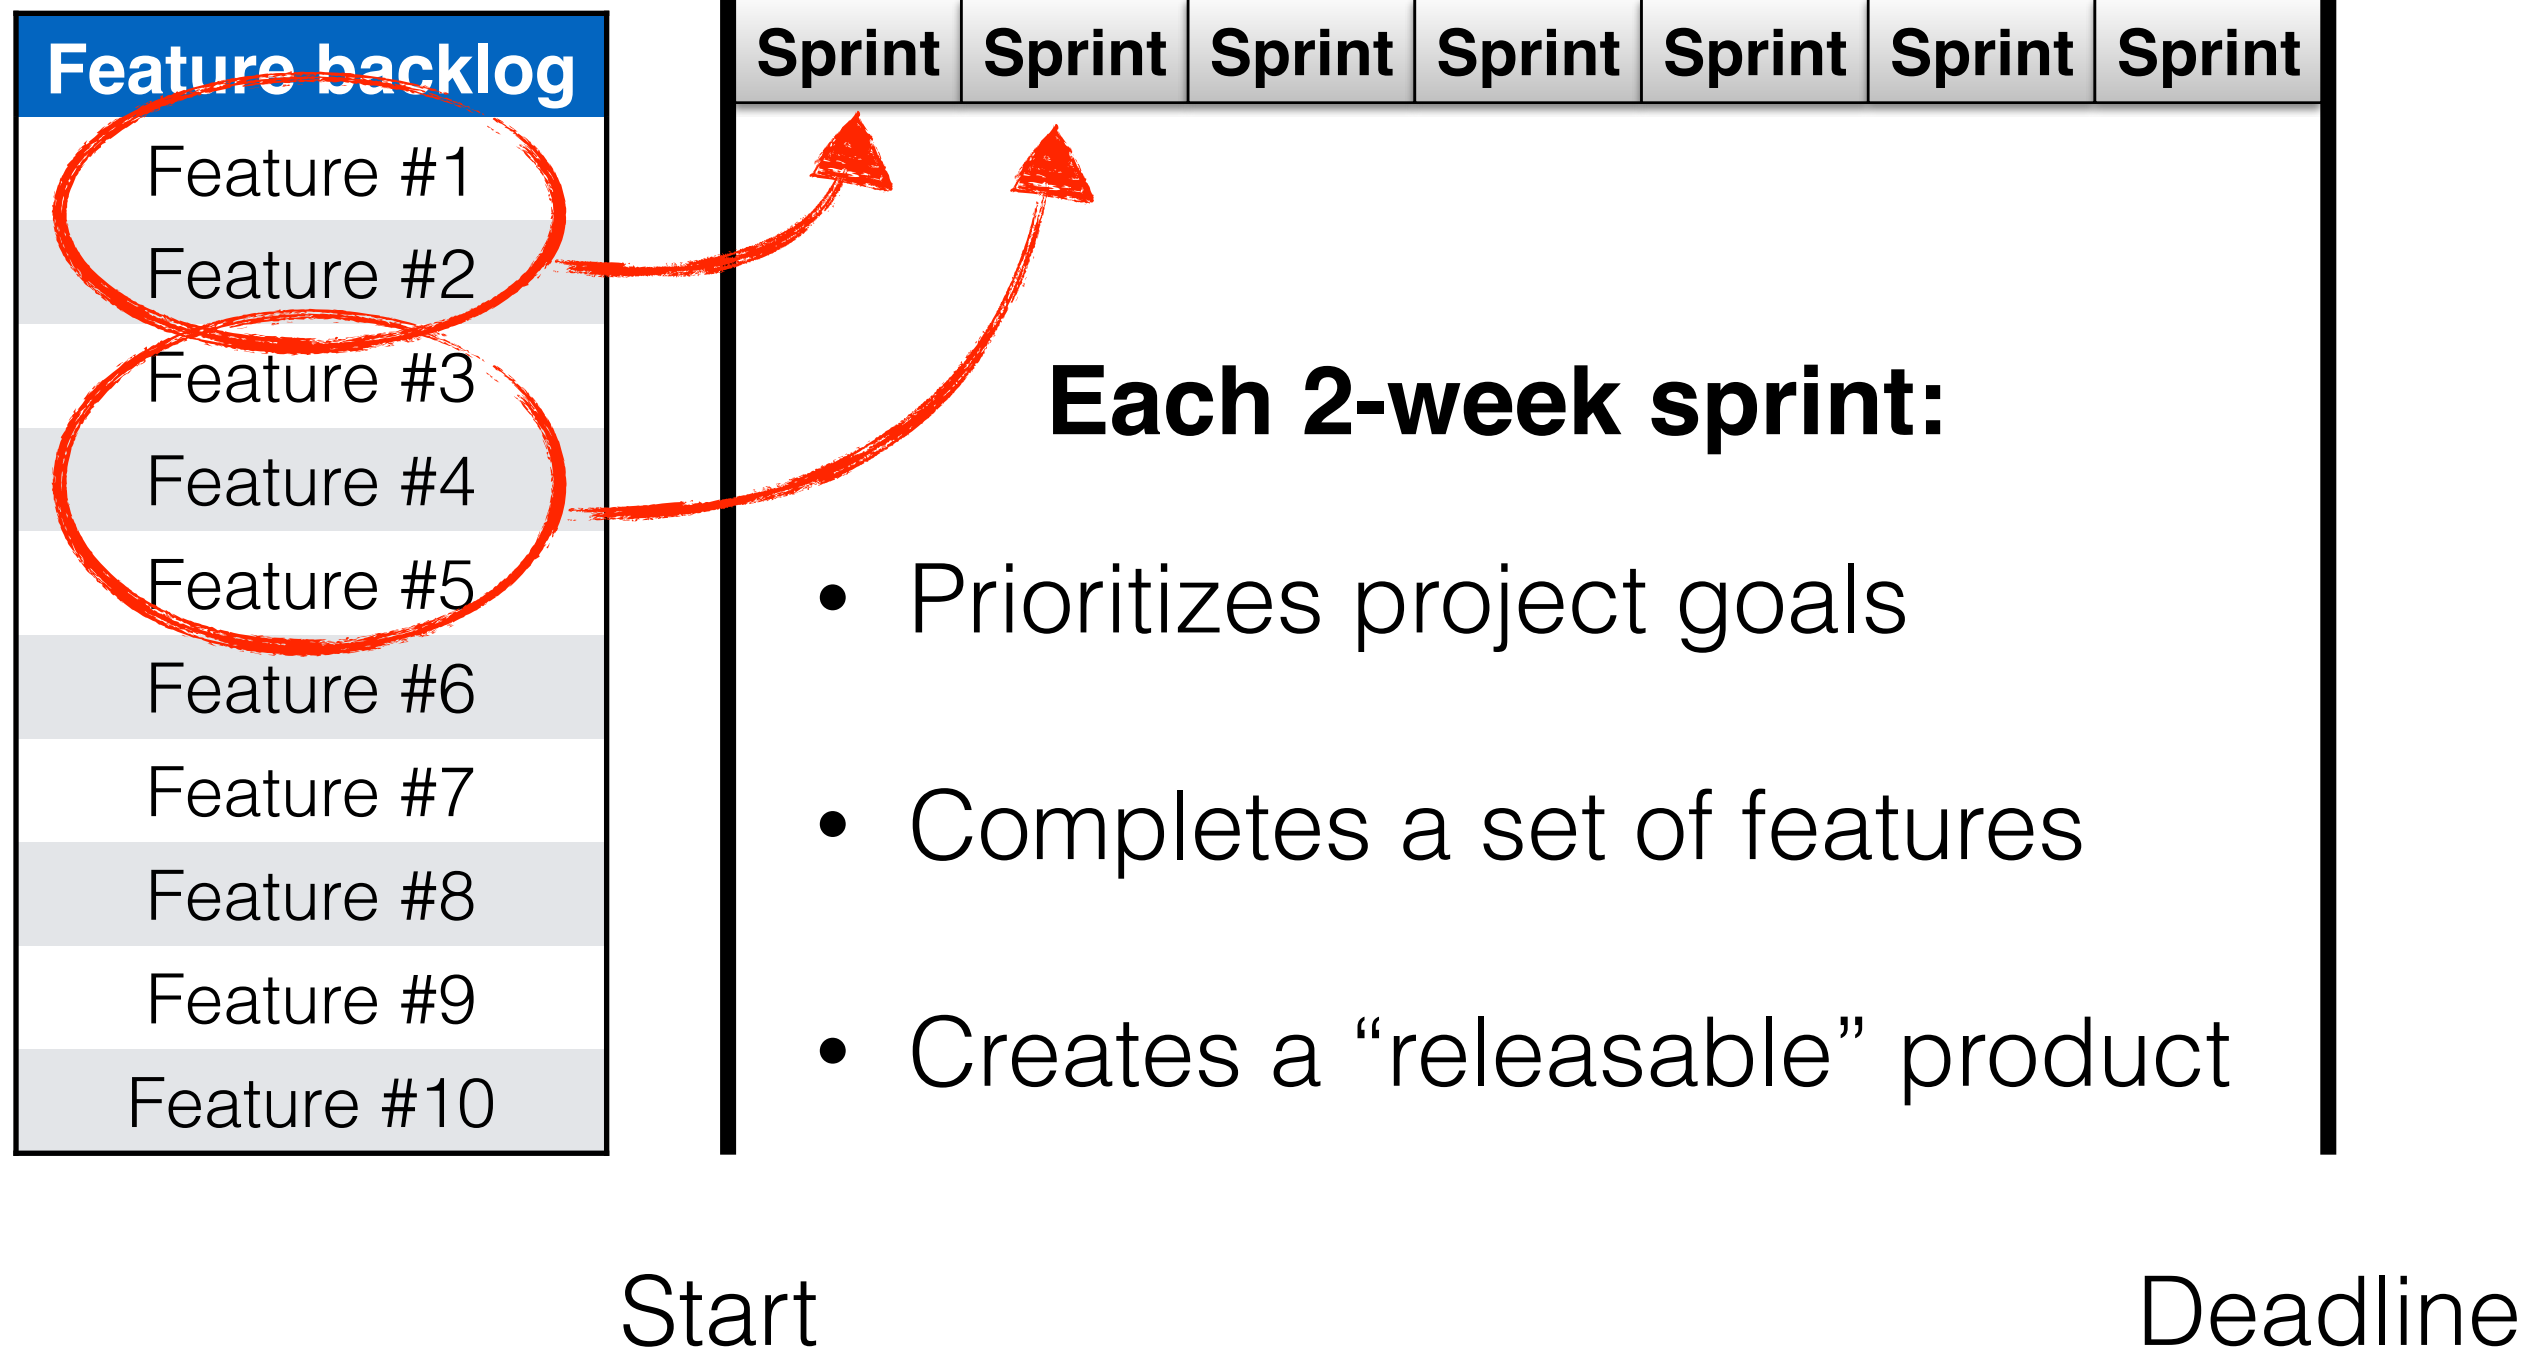 Feature backlog
Feature #1
Feature #2
Feature #3
Feature #4
Feature #5
Feature #6
Feature #7
Feature #8
Feature #9
Feature #10
Sprint Sprint Sprint Sprint Sprint Sprint Sprint
Each 2-week sprint:
• Prioritizes project goals
• Completes a set of features
• Creates a “releasable” product
Start
Deadline